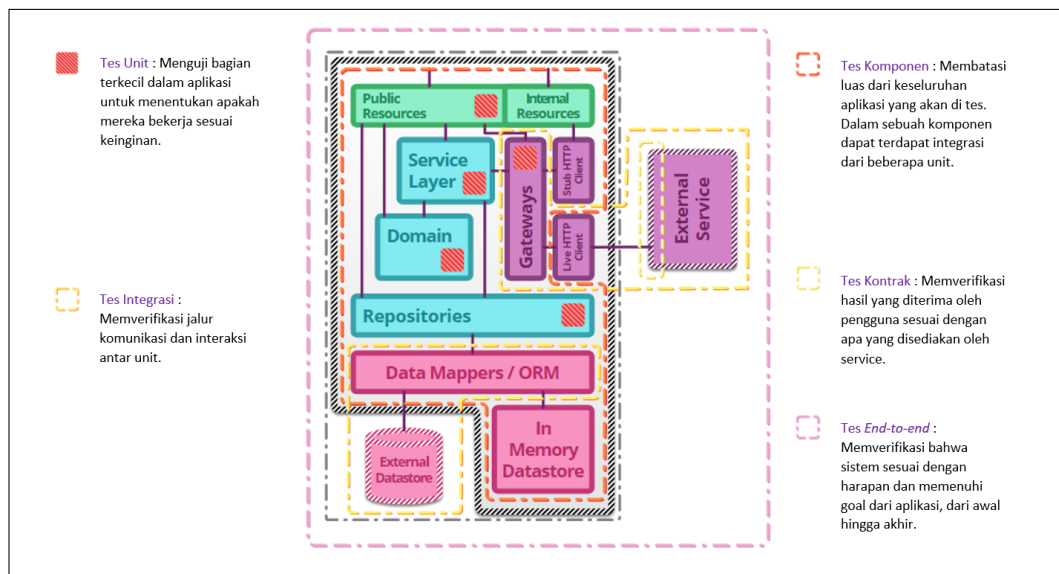 Tes Unit : Menguji bagian
terkecil dalam aplikasi
untuk menentukan apakah
mereka bekerja sesuai
keinginan.
Tes Integrasi :
Memverifikasi jalur
komunikasi dan interaksi
antar unit.
Public
Resources
Internal
Resources
Service
Layer
Domain
Gateways
Stub HTTP
Client
Live HTTP
Client
External
Service
Repositories
Data Mappers / ORM
External
Datastore
In
Memory
Datastore
Tes Komponen : Membatasi
luas dari keseluruhan
aplikasi yang akan di tes.
Dalam sebuah komponen
dapat terdapat integrasi
dari beberapa unit.
Tes Kontrak : Memverifikasi
hasil yang diterima oleh
pengguna sesuai dengan
apa yang disediakan oleh
service.
Tes End-to-end :
Memverifikasi bahwa
sistem sesuai dengan
harapan dan memenuhi
goal dari aplikasi, dari awal
hingga akhir.